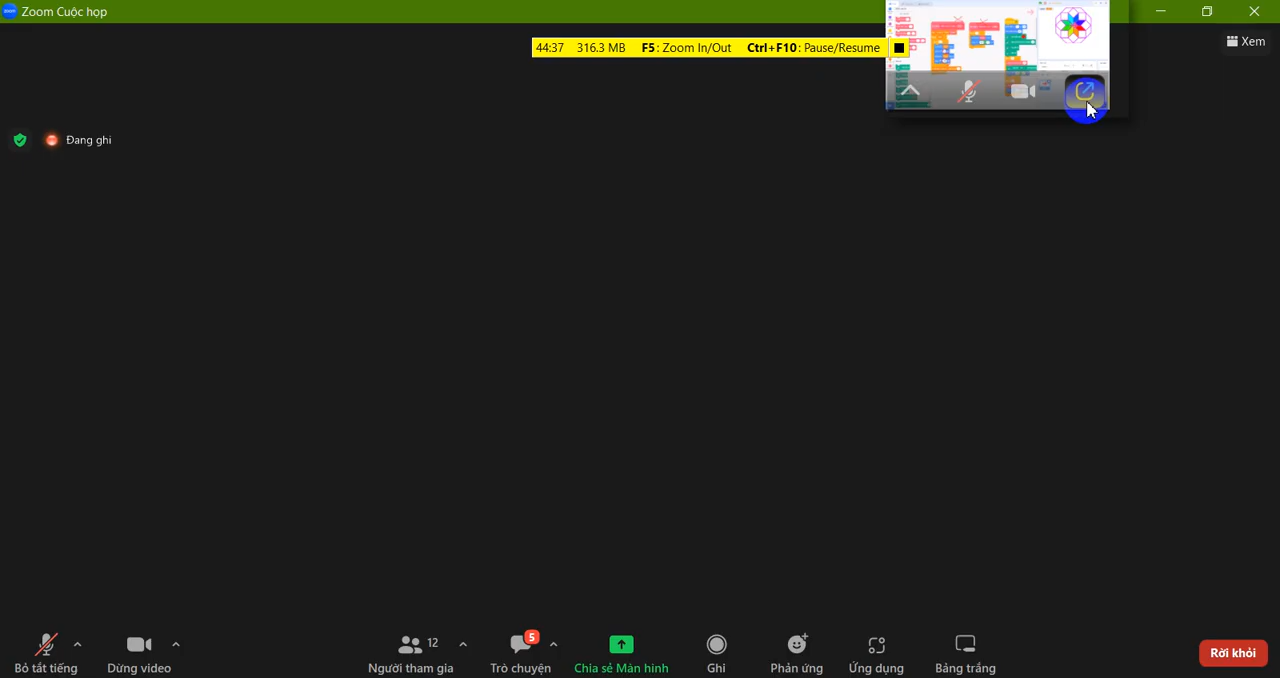 zoom Zoom Cuộc họp
44:37 316.3 MB F5: Zoom In/Out Ctrl+F10: Pause/Resume
Xem
Đang ghi
12
5
Bỏ tắt tiếng
Dừng video
Người tham gia
Trò chuyện
Chia sẻ Màn hình
Ghi
Phản ứng
Ứng dụng
Bảng trắng
Rời khỏi